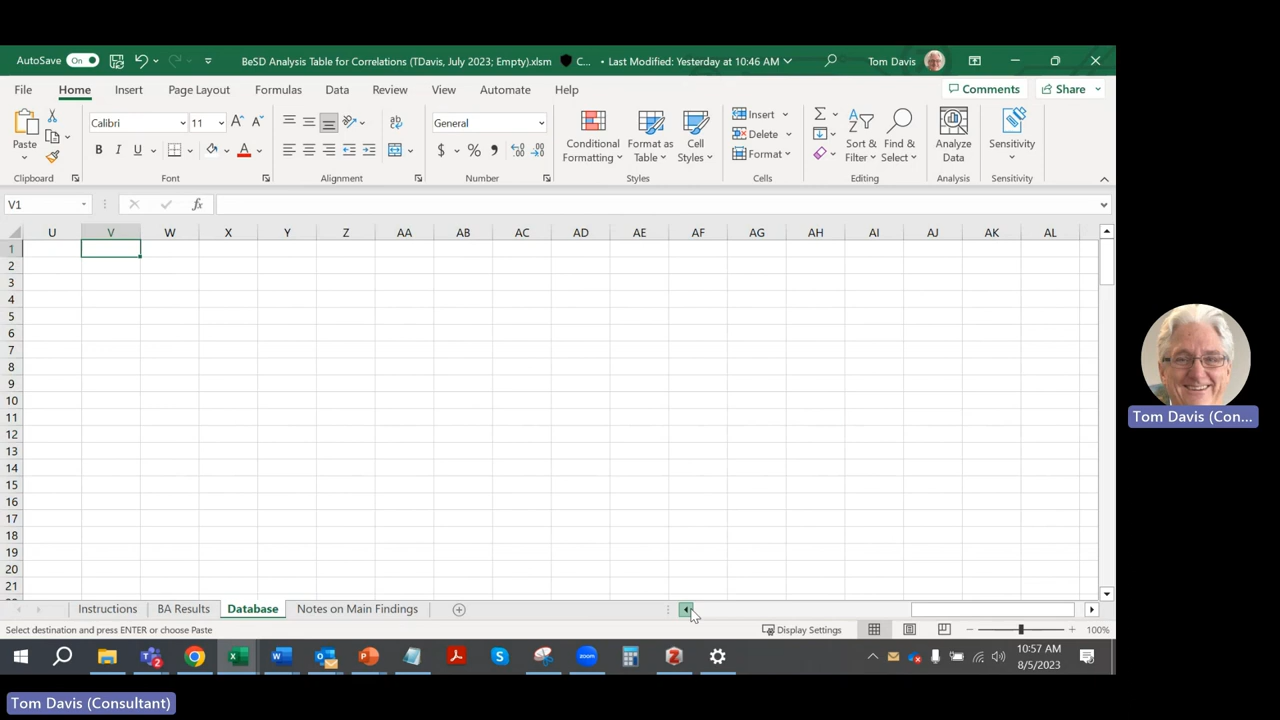 AutoSave On BeSD Analysis Table for Correlations (TDavis, July 2023; Empty).xlsm C... • Last Modified: Yesterday at 10:46 AM Tom Davis
File Home Insert Page Layout Formulas Data Review View Automate Help Comments Share
Paste Calibri 11 General Conditional Formatting Format as Table Cell Styles Insert Delete Format Sort & Filter Find & Select Analyze Data Sensitivity
Clipboard Font Alignment Number Styles Cells Editing Analysis Sensitivity
V1 fx
U V W X Y Z AA AB AC AD AE AF AG AH AI AJ AK AL
1
2
3
4
5
6
7
8
9
10
11
12
13
14
15
16
17
18
19
20
21
Instructions BA Results Database Notes on Main Findings
Select destination and press ENTER or choose Paste Display Settings 100%
10:57 AM
8/5/2023
Tom Davis (Con...
Tom Davis (Consultant)